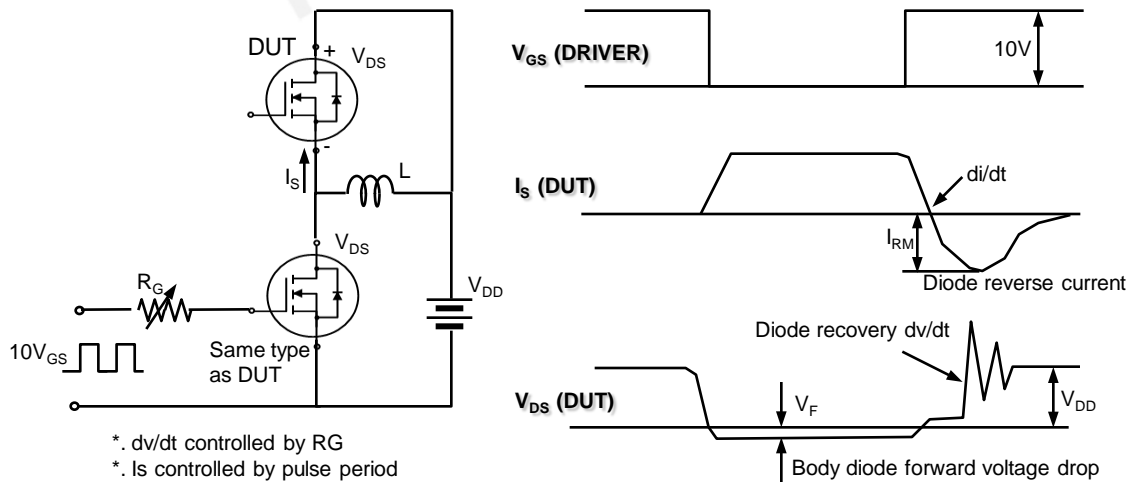 DUT
+
V_DS
-
I_S
L
V_DS
R_G
V_DD
10V_GS
Same type
as DUT
*. dv/dt controlled by RG
*. Is controlled by pulse period
V_GS (DRIVER)
10V
I_S (DUT)
di/dt
I_RM
Diode reverse current
Diode recovery dv/dt
V_DS (DUT)
V_F
V_DD
Body diode forward voltage drop